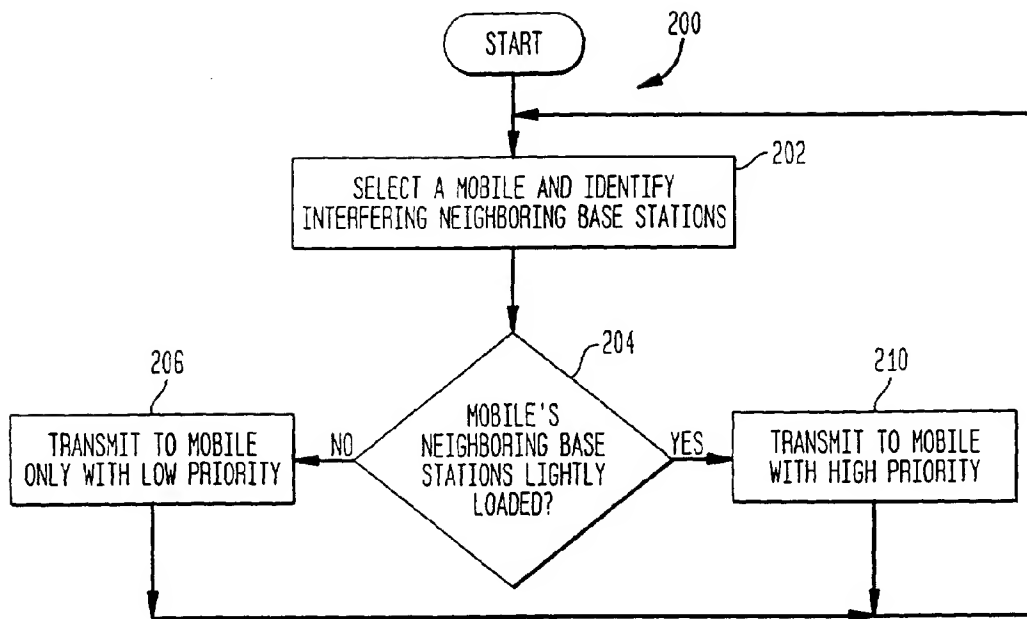 START
200
202
SELECT A MOBILE AND IDENTIFY
INTERFERING NEIGHBORING BASE STATIONS
204
206
210
MOBILE'S
NEIGHBORING BASE
STATIONS LIGHTLY
LOADED?
NO
YES
TRANSMIT TO MOBILE
ONLY WITH LOW PRIORITY
TRANSMIT TO MOBILE
WITH HIGH PRIORITY